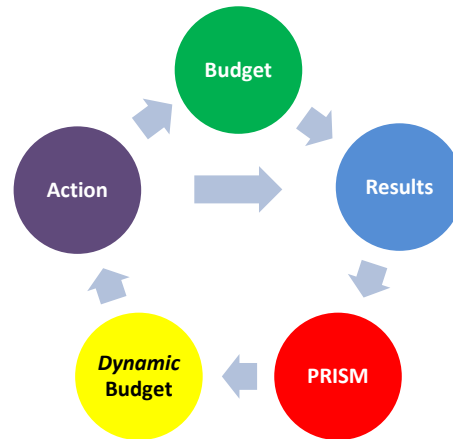 Budget
Results
PRISM
Dynamic
Budget
Action